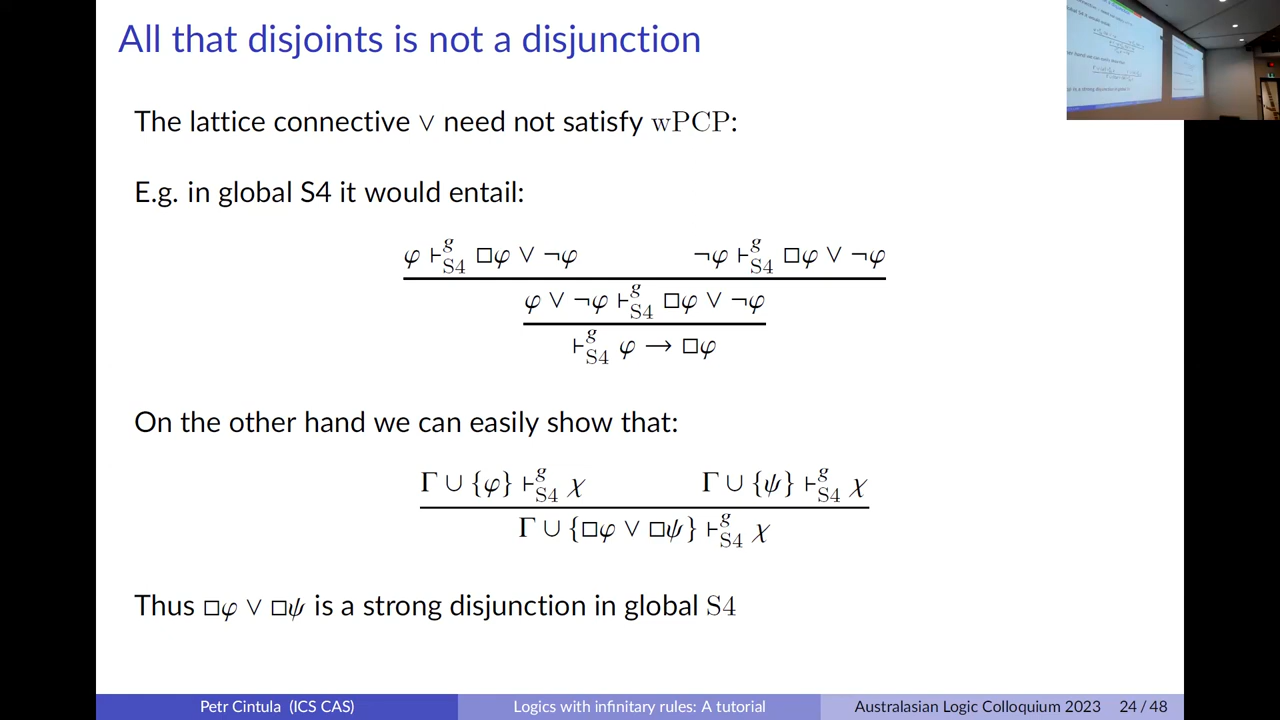 All that disjoints is not a disjunction
The lattice connective ∨ need not satisfy wPCP:
E.g. in global S4 it would entail:
φ ⊢^g_S4 □φ ∨ ¬φ    ¬φ ⊢^g_S4 □φ ∨ ¬φ
φ ∨ ¬φ ⊢^g_S4 □φ ∨ ¬φ
⊢^g_S4 φ → □φ
On the other hand we can easily show that:
Γ ∪ {φ} ⊢^g_S4 χ    Γ ∪ {ψ} ⊢^g_S4 χ
Γ ∪ {□φ ∨ □ψ} ⊢^g_S4 χ
Thus □φ ∨ □ψ is a strong disjunction in global S4
Petr Cintula (ICS CAS)    Logics with infinitary rules: A tutorial    Australasian Logic Colloquium 2023    24 / 48